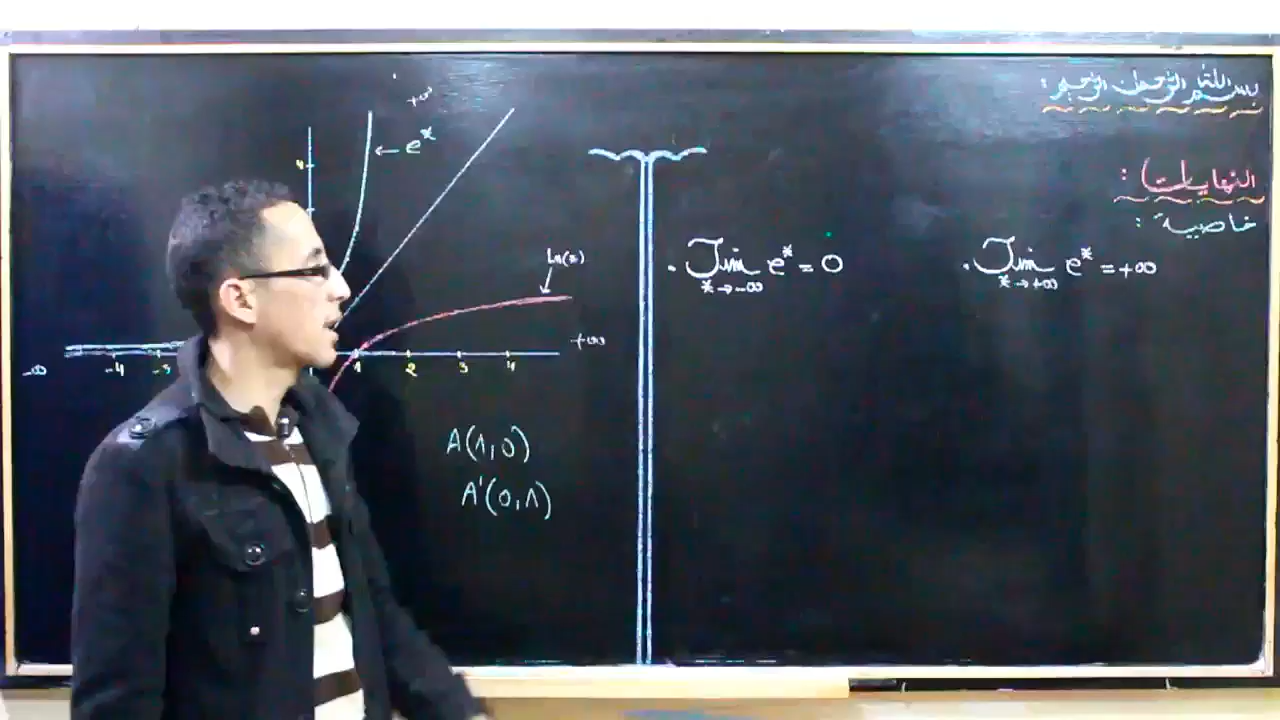 بسم الله الرحمن الرحيم :
النهايات :
خاصية :
. lim e^x = +∞
x → +∞
. lim e^x = 0
x → -∞
+∞
4
← e^x
Ln(x)
+∞
-∞ -4 -3 1 2 3 4
A(1,0)
A'(0,1)